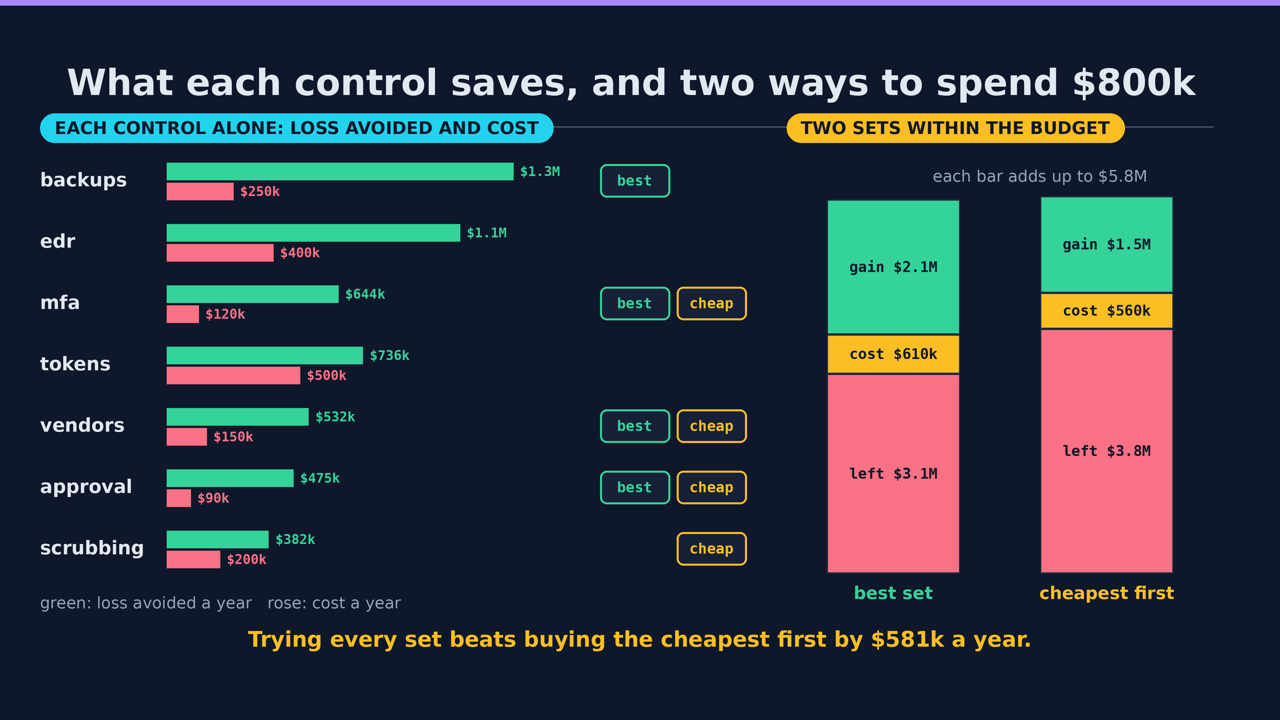 What each control saves, and two ways to spend $800k
EACH CONTROL ALONE: LOSS AVOIDED AND COST
TWO SETS WITHIN THE BUDGET
each bar adds up to $5.8M
backups
$1.3M
$250k
best
edr
$1.1M
$400k
mfa
$644k
$120k
best
cheap
tokens
$736k
$500k
vendors
$532k
$150k
best
cheap
approval
$475k
$90k
best
cheap
scrubbing
$382k
$200k
cheap
green: loss avoided a year rose: cost a year
gain $2.1M
cost $610k
left $3.1M
best set
gain $1.5M
cost $560k
left $3.8M
cheapest first
Trying every set beats buying the cheapest first by $581k a year.